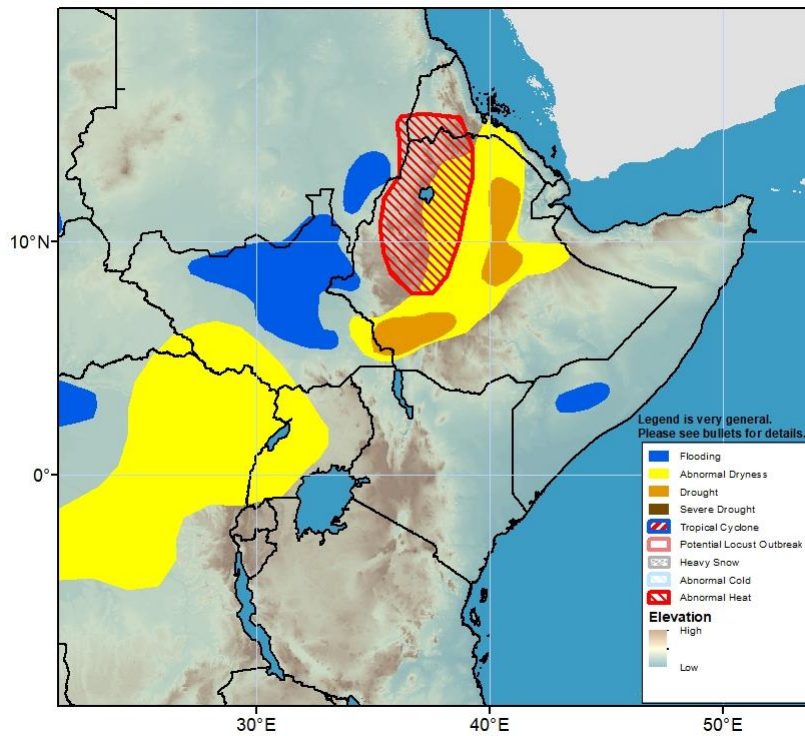 10°N
0°
Legend is very general.
Please see bullets for details.
Flooding
Abnormal Dryness
Drought
Severe Drought
Tropical Cyclone
Potential Locust Outbreak
Heavy Snow
Abnormal Cold
Abnormal Heat
Elevation
High
Low
30°E
40°E
50°E